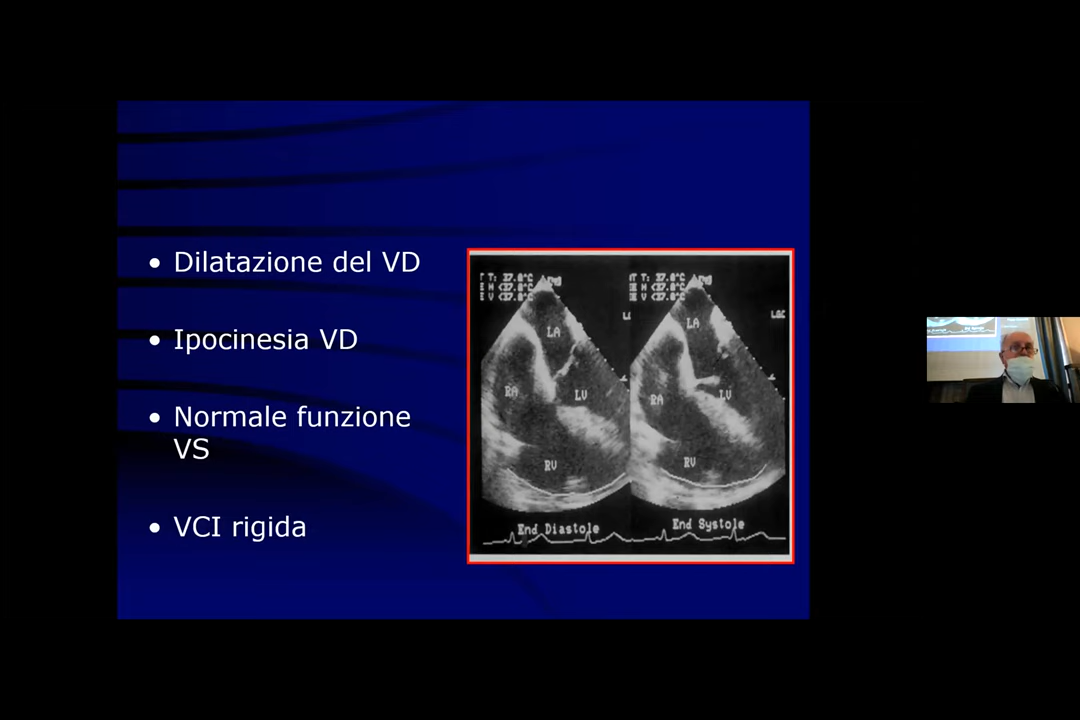 Dilatazione del VD
Ipocinesia VD
Normale funzione
VS
VCI rigida
LA
RA
LV
RV
End Diastole
LA
RA
LV
RV
End Systole